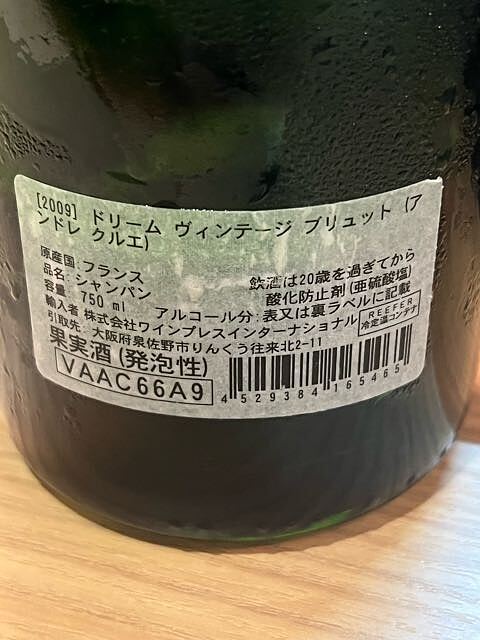 [2009] ドリーム ヴィンテージ ブリュット (ア
ンドレ クルエ)
原産国:フランス
品名:シャンパン
飲酒は20歳を過ぎてから
容量: 750 ml
酸化防止剤(亜硫酸塩)
アルコール分:表又は裏ラベルに記載
輸入者 株式会社ワインプレスインターナショナル
引取先: 大阪府泉佐野市りんくう往来北2-11
REEFER
冷定温コンテナ
果実酒(発泡性)
VAAC66A9
4529384165465